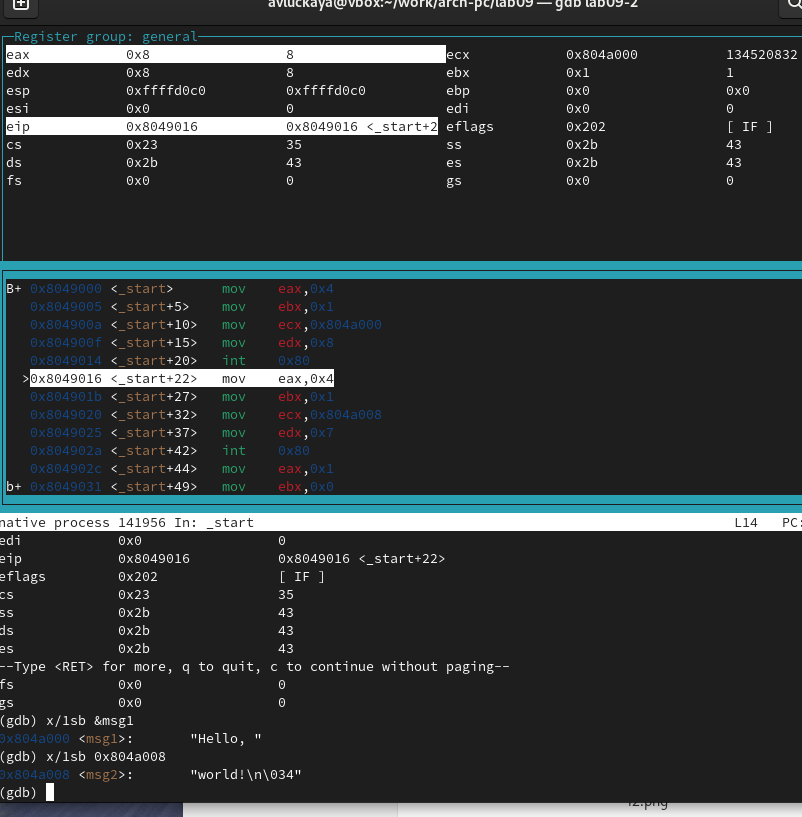 avluckaya@vbox:~/work/arch-pc/lab09 — gdb lab09-2
Register group: general
eax 0x8 8 ecx 0x804a000 134520832
edx 0x8 8 ebx 0x1 1
esp 0xffffd0c0 0xffffd0c0 ebp 0x0 0x0
esi 0x0 0 edi 0x0 0
eip 0x8049016 0x8049016 <_start+2 eflags 0x202 [ IF ]
cs 0x23 35 ss 0x2b 43
ds 0x2b 43 es 0x2b 43
fs 0x0 0 gs 0x0 0
B+ 0x8049000 <_start> mov eax,0x4
0x8049005 <_start+5> mov ebx,0x1
0x804900a <_start+10> mov ecx,0x804a000
0x804900f <_start+15> mov edx,0x8
0x8049014 <_start+20> int 0x80
>0x8049016 <_start+22> mov eax,0x4
0x804901b <_start+27> mov ebx,0x1
0x8049020 <_start+32> mov ecx,0x804a008
0x8049025 <_start+37> mov edx,0x7
0x804902a <_start+42> int 0x80
0x804902c <_start+44> mov eax,0x1
b+ 0x8049031 <_start+49> mov ebx,0x0
native process 141956 In: _start L14 PC:
edi 0x0 0
eip 0x8049016 0x8049016 <_start+22>
eflags 0x202 [ IF ]
cs 0x23 35
ss 0x2b 43
ds 0x2b 43
es 0x2b 43
--Type <RET> for more, q to quit, c to continue without paging--
fs 0x0 0
gs 0x0 0
(gdb) x/1sb &msg1
0x804a000 <msg1>: "Hello, "
(gdb) x/1sb 0x804a008
0x804a008 <msg2>: "world!\n\034"
(gdb)
12.png